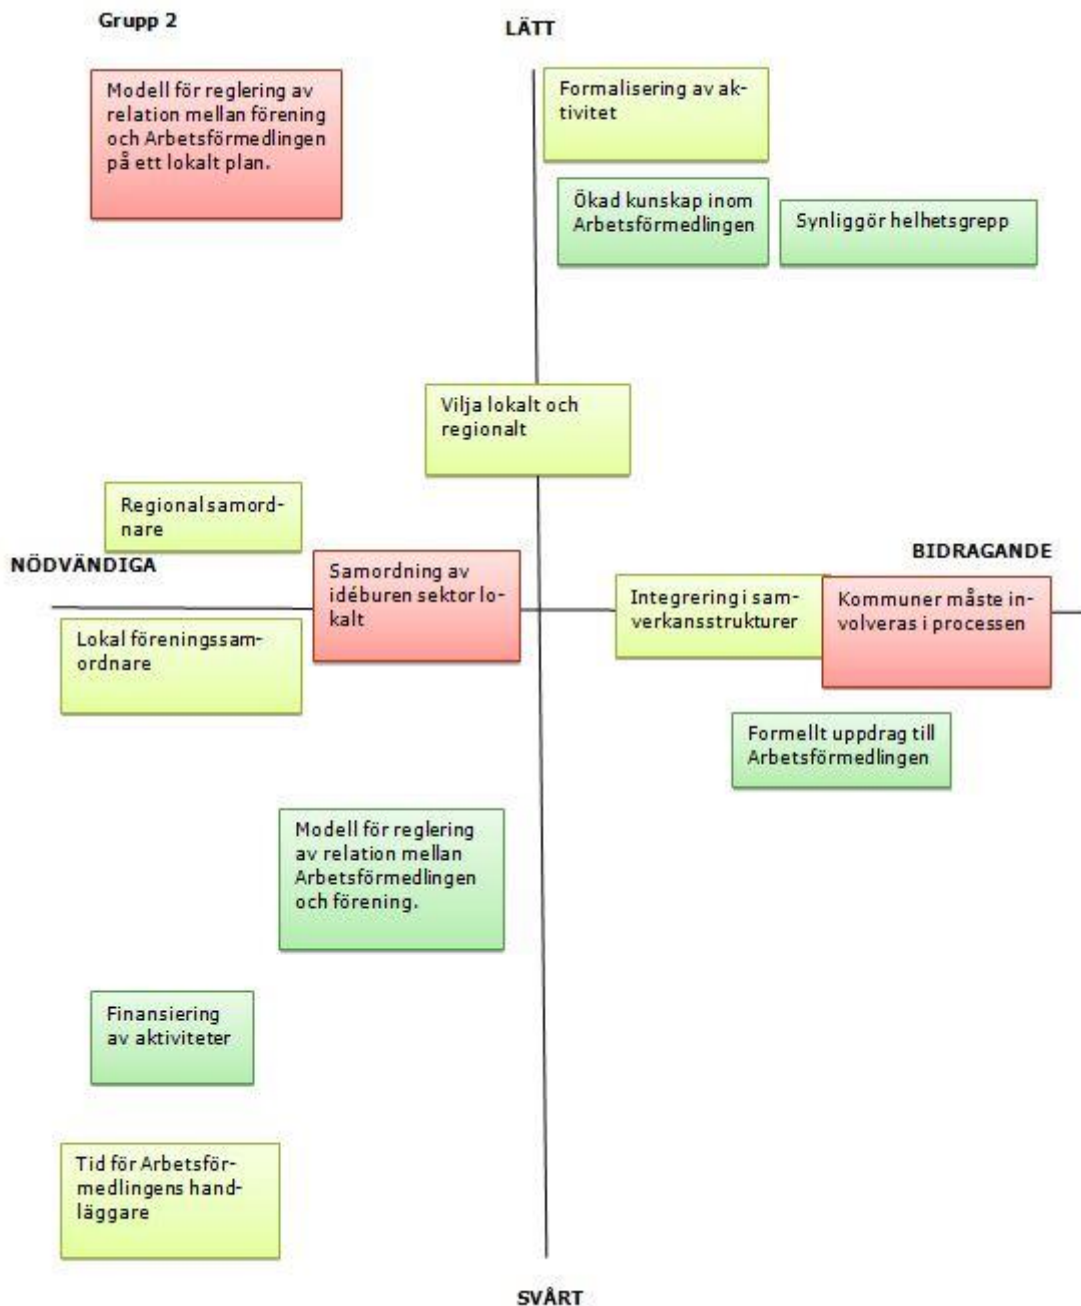 Grupp 2
LÄTT
Modell för reglering av
relation mellan förening
och Arbetsförmedlingen
på ett lokalt plan.
Formalisering av ak-
tivitet
Ökad kunskap inom
Arbetsförmedlingen
Synliggör helhetsgrepp
Vilja lokalt och
regionalt
Regionalsamord-
nare
NÖDVÄNDIGA
BIDRAGANDE
Samordning av
idéburen sektor lo-
kalt
Integrering i sam-
verkansstrukturer
Kommuner måste in-
volveras i processen
Lokal föreningssam-
ordnare
Formellt uppdrag till
Arbetsförmedlingen
Modell för reglering
av relation mellan
Arbetsförmedlingen
och förening.
Finansiering
av aktiviteter
Tid för Arbetsför-
medlingens hand-
läggare
SVÅRT